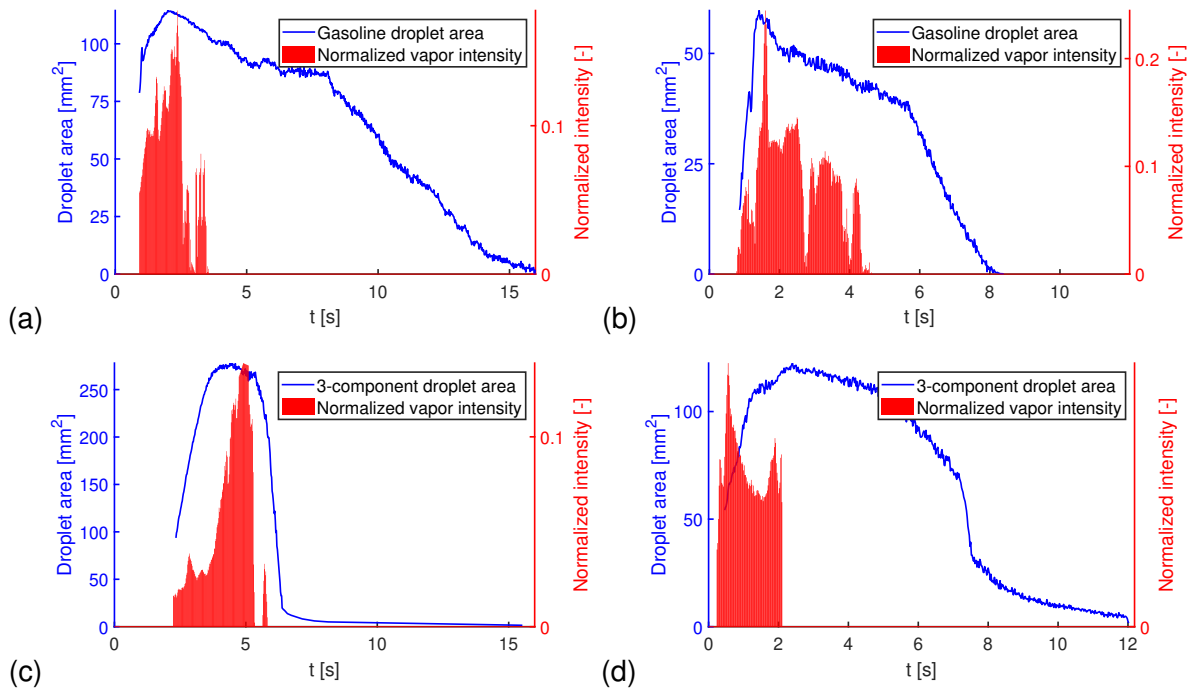 Gasoline droplet area
Normalized vapor intensity
Droplet area [mm2]
Normalized intensity [-]
0 25 50 75 100
0 0.1
0 5 10 15
t [s]
(a)
Gasoline droplet area
Normalized vapor intensity
Droplet area [mm2]
Normalized intensity [-]
0 25 50
0 0.1 0.2
0 2 4 6 8 10
t [s]
(b)
3-component droplet area
Normalized vapor intensity
Droplet area [mm2]
Normalized intensity [-]
0 50 100 150 200 250
0 0.1
0 5 10 15
t [s]
(c)
3-component droplet area
Normalized vapor intensity
Droplet area [mm2]
Normalized intensity [-]
0 50 100
0
0 2 4 6 8 10 12
t [s]
(d)